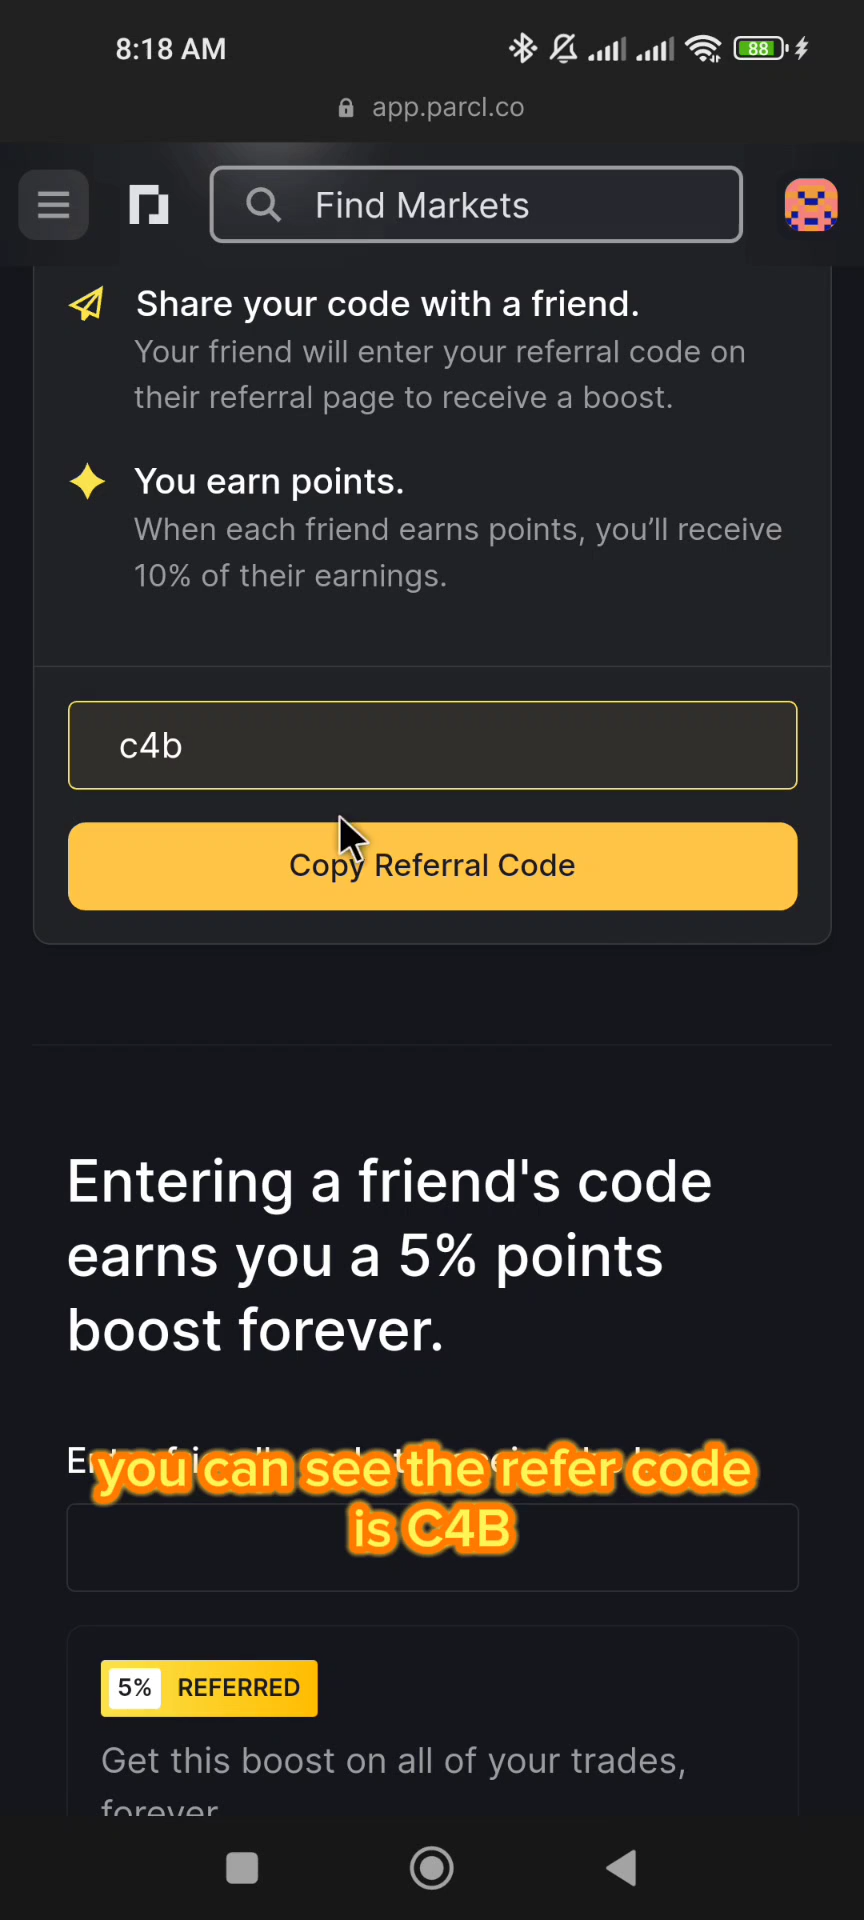 8:18 AM
88
app.parcl.co
Find Markets
Share your code with a friend.
Your friend will enter your referral code on
their referral page to receive a boost.
You earn points.
When each friend earns points, you’ll receive
10% of their earnings.
c4b
Copy Referral Code
Entering a friend's code
earns you a 5% points
boost forever.
you can see the refer code
is C4B
5% REFERRED
Get this boost on all of your trades,
forever